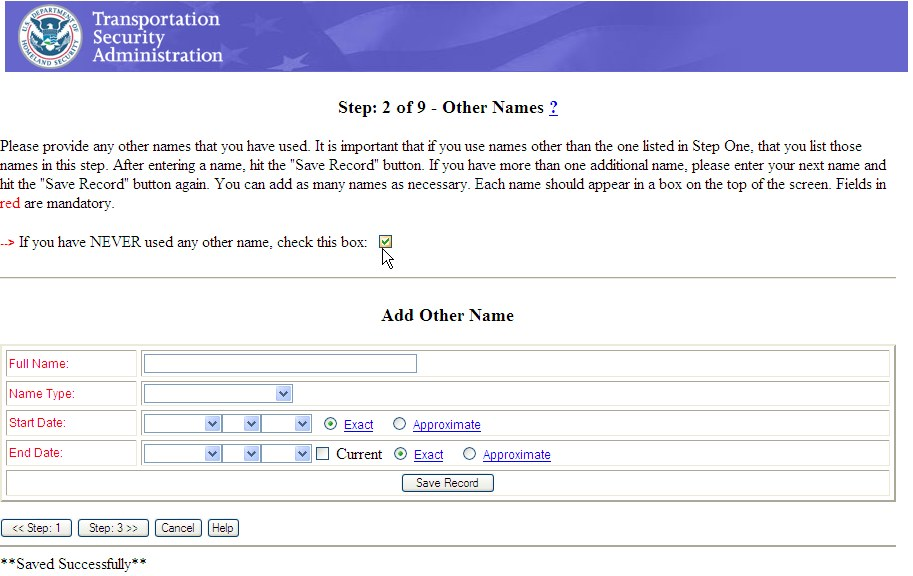 U.S. DEPARTMENT OF
HOMELAND SECURITY
Transportation
Security
Administration
Step: 2 of 9 - Other Names ?
Please provide any other names that you have used. It is important that if you use names other than the one listed in Step One, that you list those
names in this step. After entering a name, hit the "Save Record" button. If you have more than one additional name, please enter your next name and
hit the "Save Record" button again. You can add as many names as necessary. Each name should appear in a box on the top of the screen. Fields in
red are mandatory.
--> If you have NEVER used any other name, check this box:
Add Other Name
Full Name:
Name Type:
Start Date: Exact Approximate
End Date: Current Exact Approximate
Save Record
<< Step: 1 Step: 3 >> Cancel Help
**Saved Successfully**